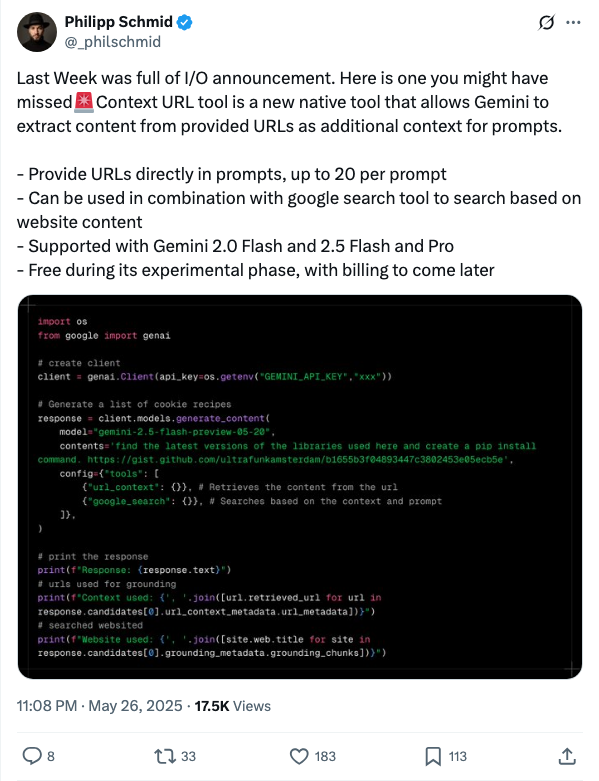 Philipp Schmid
@_philschmid
Last Week was full of I/O announcement. Here is one you might have
missed🚨Context URL tool is a new native tool that allows Gemini to
extract content from provided URLs as additional context for prompts.
- Provide URLs directly in prompts, up to 20 per prompt
- Can be used in combination with google search tool to search based on
website content
- Supported with Gemini 2.0 Flash and 2.5 Flash and Pro
- Free during its experimental phase, with billing to come later
import os
from google import genai
# create client
client = genai.Client(api_key=os.getenv("GEMINI_API_KEY","xxx"))
# Generate a list of cookie recipes
response = client.models.generate_content(
model="gemini-2.5-flash-preview-05-20",
contents='find the latest versions of the libraries used here and create a pip install
command. https://gist.github.com/ultrafunkamsterdam/b1655b3f04893447c3802453e05ecb5e',
config={"tools": [
{"url_context": {}}, # Retrieves the content from the url
{"google_search": {}}, # Searches based on the context and prompt
]},
)
# print the response
print(f"Response: {response.text}")
# urls used for grounding
print(f"Context used: {', '.join([url.retrieved_url for url in
response.candidates[0].url_context_metadata.url_metadata])}")
# searched websited
print(f"Website used: {', '.join([site.web.title for site in
response.candidates[0].grounding_metadata.grounding_chunks])}")
11:08 PM · May 26, 2025 · 17.5K Views
8 33 183 113